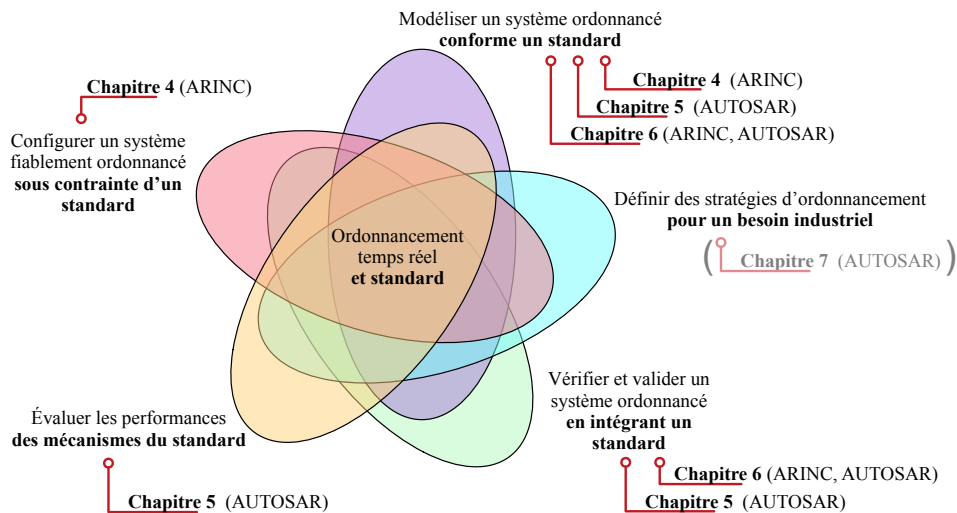 Modéliser un système ordonnancé
conforme un standard
Chapitre 4 (ARINC)
Chapitre 5 (AUTOSAR)
Chapitre 6 (ARINC, AUTOSAR)
Chapitre 4 (ARINC)
Configurer un système
fiablement ordonnancé
sous contrainte d'un
standard
Définir des stratégies d'ordonnancement
pour un besoin industriel
( Chapitre 7 (AUTOSAR) )
Ordonnancement
temps réel
et standard
Vérifier et valider un
système ordonnancé
en intégrant un
standard
Chapitre 6 (ARINC, AUTOSAR)
Chapitre 5 (AUTOSAR)
Évaluer les performances
des mécanismes du standard
Chapitre 5 (AUTOSAR)